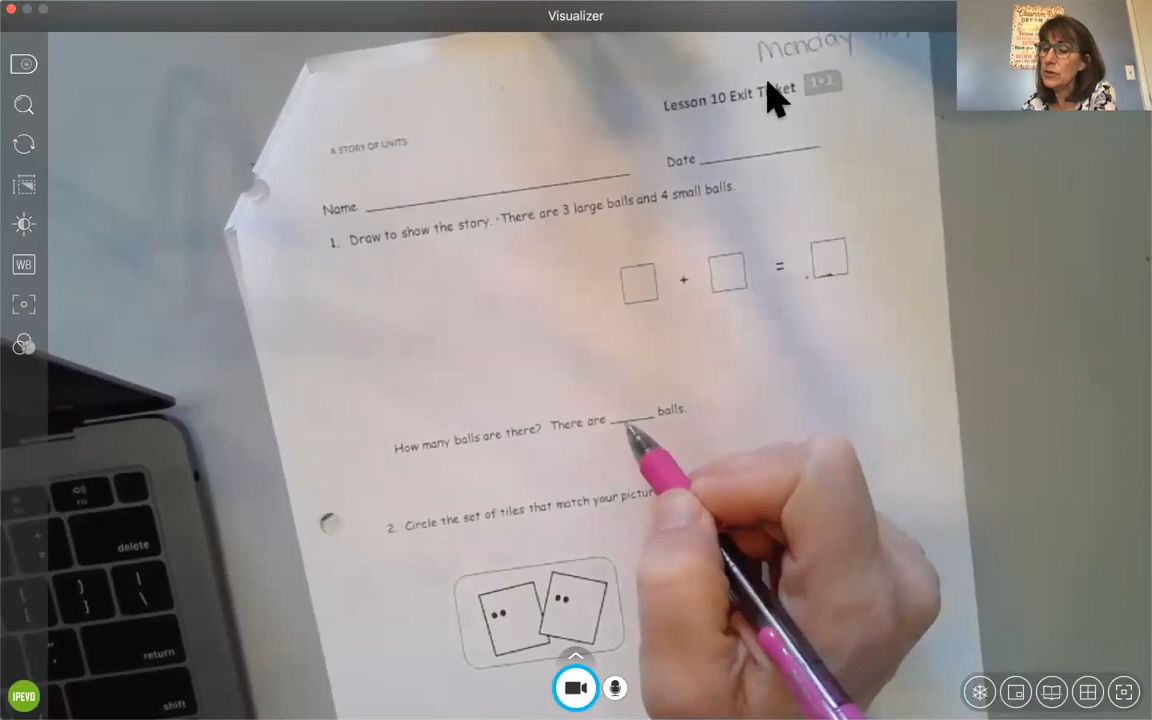 Visualizer
Monday
Lesson 10 Exit Ticket 1•1
A STORY OF UNITS
Name
Date
1. Draw to show the story. There are 3 large balls and 4 small balls.
+ =
How many balls are there? There are ____ balls.
2. Circle the set of tiles that match your
WB
delete
return
shift
IPEVO